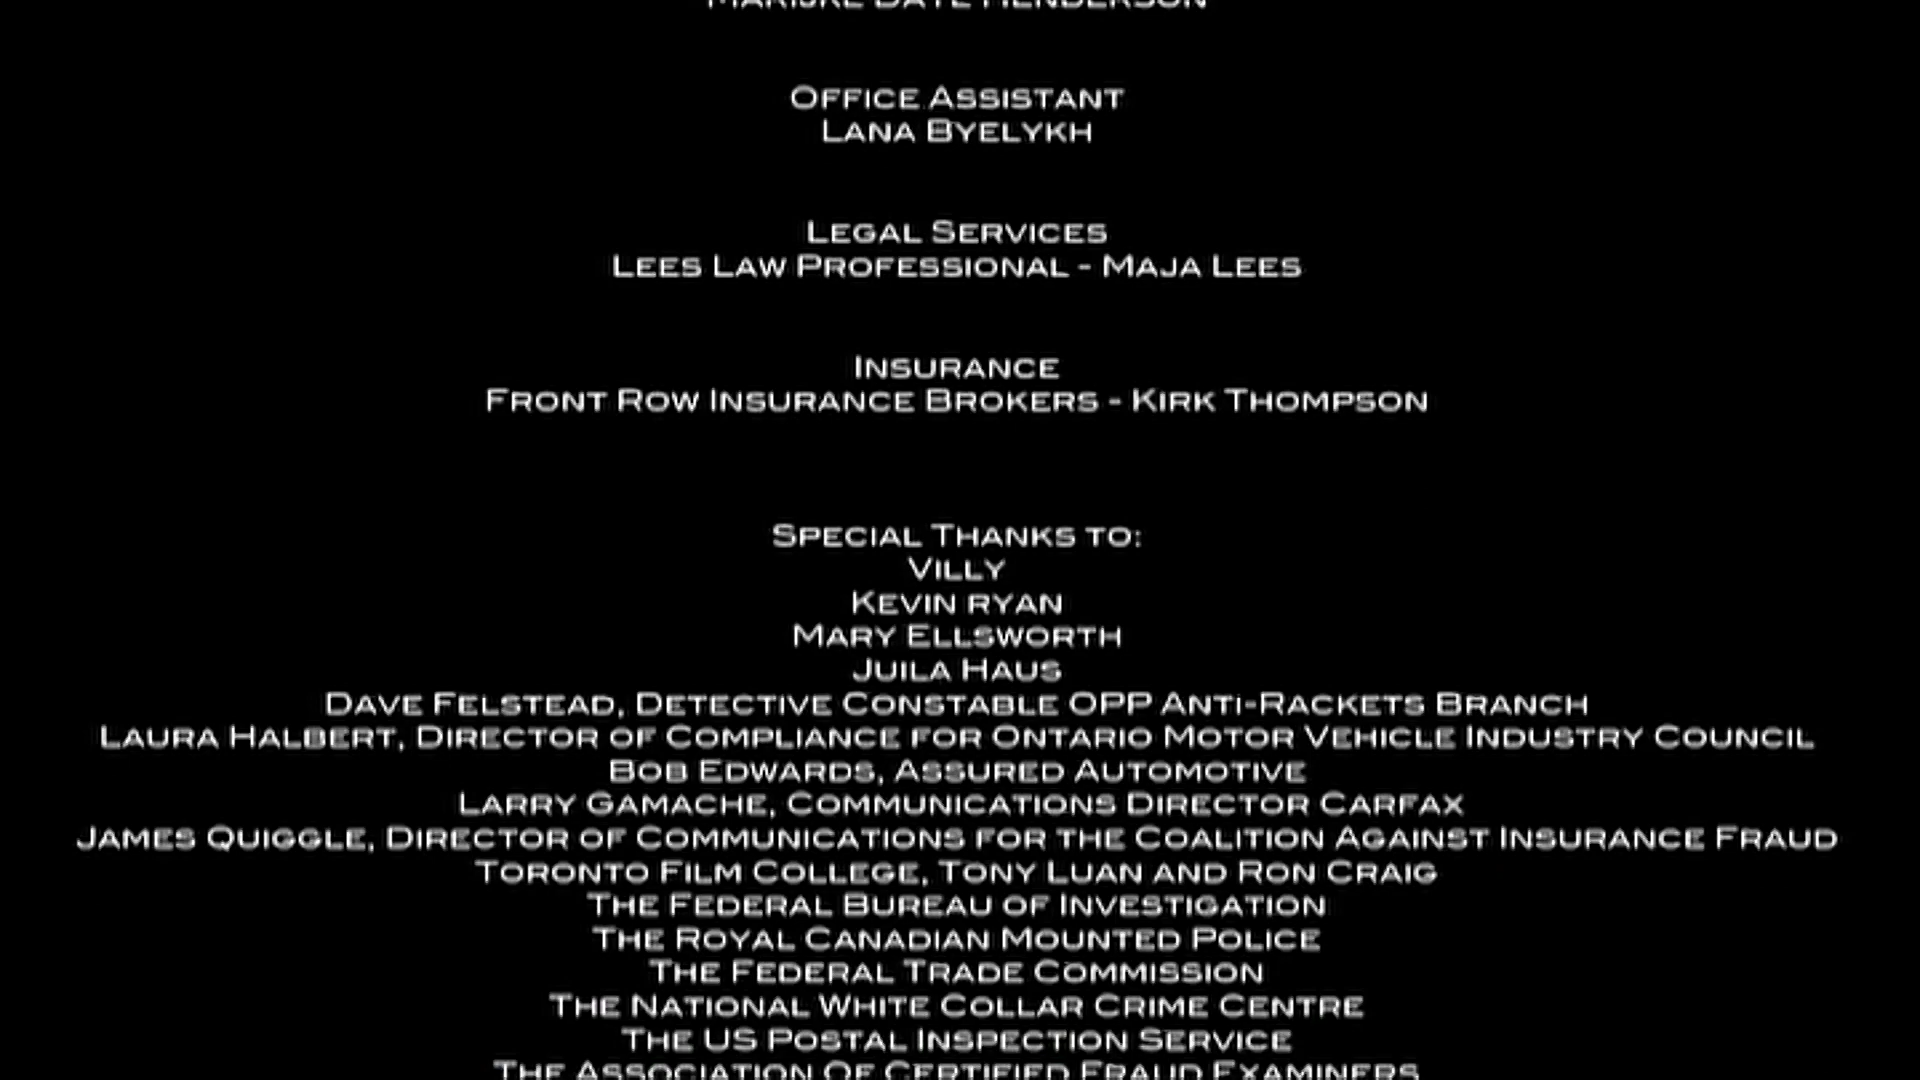 Office Assistant
Lana Byelykh
Legal Services
Lees Law Professional - Maja Lees
Insurance
Front Row Insurance Brokers - Kirk Thompson
Special Thanks to:
Villy
Kevin ryan
Mary Ellsworth
Juila Haus
Dave Felstead, Detective Constable OPP Anti-Rackets Branch
Laura Halbert, Director of Compliance for Ontario Motor Vehicle Industry Council
Bob Edwards, Assured Automotive
Larry Gamache, Communications Director Carfax
James Quiggle, Director of Communications for the Coalition Against Insurance Fraud
Toronto Film College, Tony Luan and Ron Craig
The Federal Bureau of Investigation
The Royal Canadian Mounted Police
The Federal Trade Commission
The National White Collar Crime Centre
The US Postal Inspection Service
The Association Of Certified Fraud Examiners